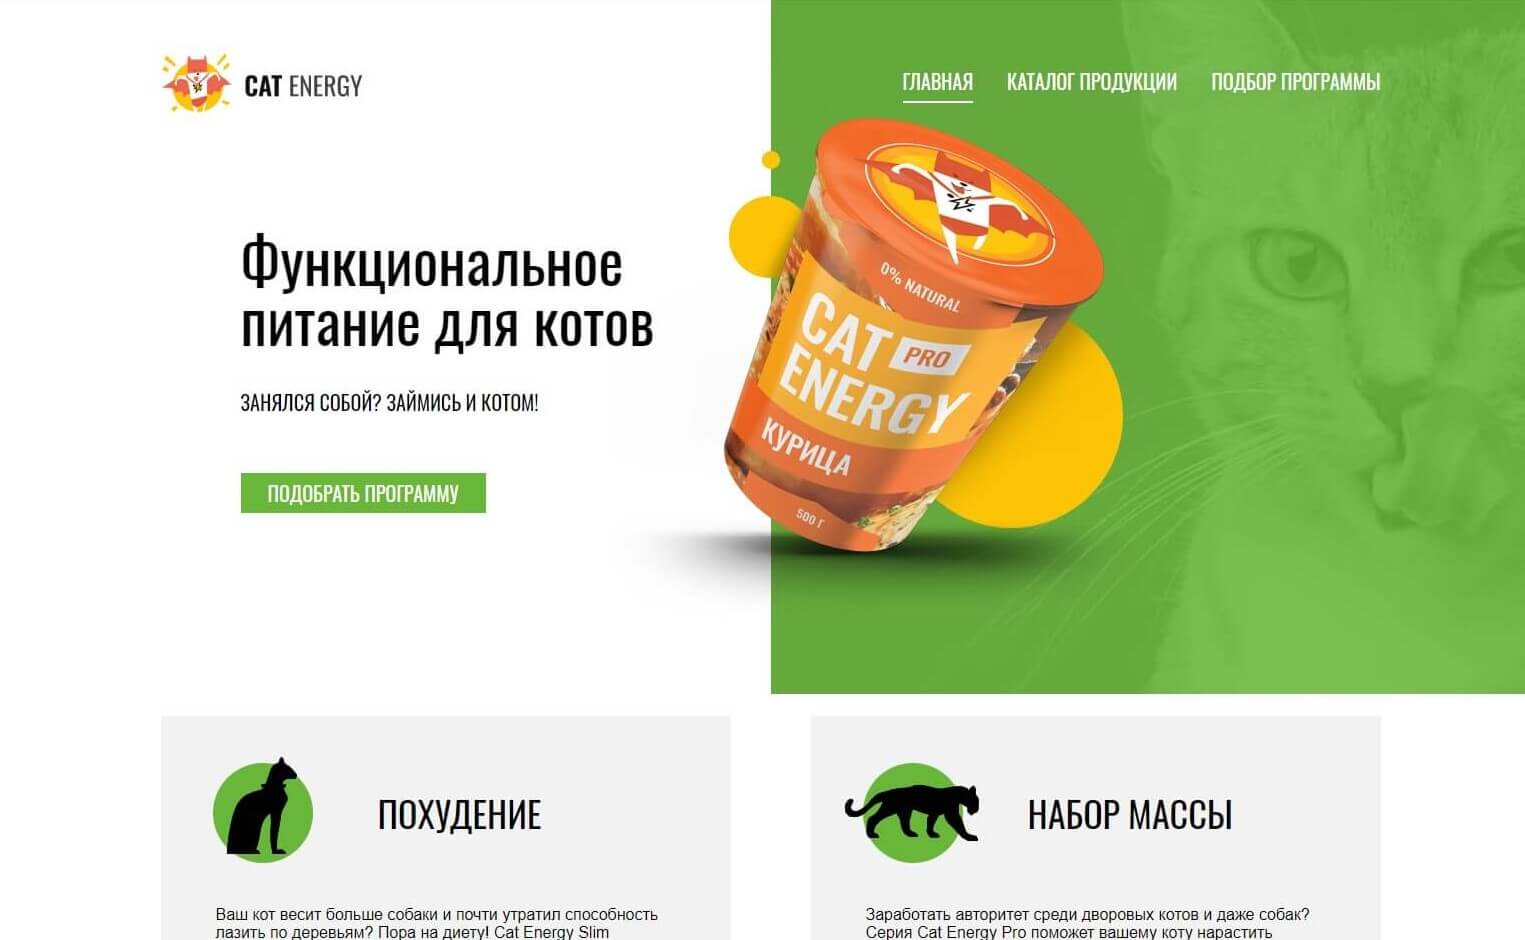 CAT ENERGY
ГЛАВНАЯ КАТАЛОГ ПРОДУКЦИИ ПОДБОР ПРОГРАММЫ
Функциональное
питание для котов
ЗАНЯЛСЯ СОБОЙ? ЗАЙМИСЬ И КОТОМ!
ПОДОБРАТЬ ПРОГРАММУ
0% NATURAL
CAT PRO
ENERGY
КУРИЦА
500 Г
ПОХУДЕНИЕ
Ваш кот весит больше собаки и почти утратил способность
лазить по деревьям? Пора на диету! Cat Energy Slim
НАБОР МАССЫ
Заработать авторитет среди дворовых котов и даже собак?
Серия Cat Energy Pro поможет вашему коту нарастить